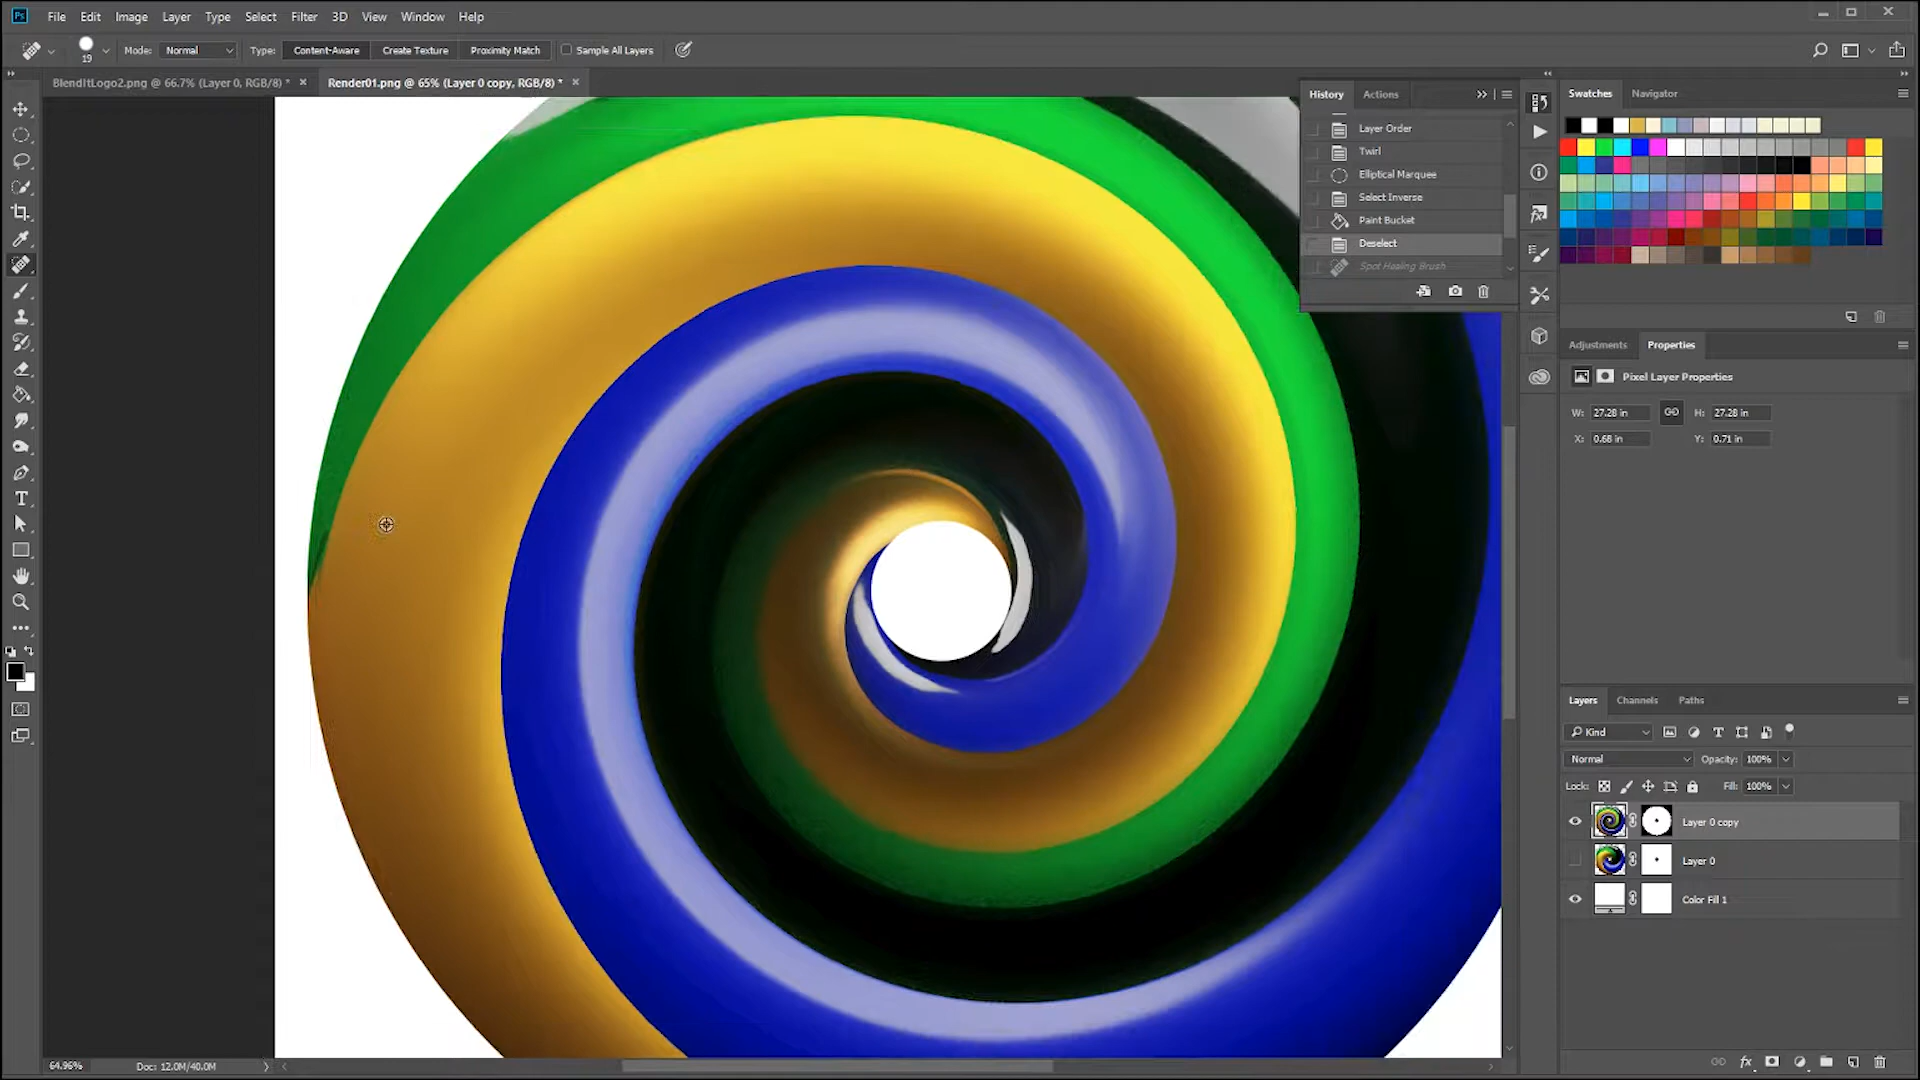 Ps File Edit Image Layer Type Select Filter 3D View Window Help
19 Mode: Normal Type: Content-Aware Create Texture Proximity Match Sample All Layers
BlendItLogo2.png @ 66.7% (Layer 0, RGB/8) * Render01.png @ 65% (Layer 0 copy, RGB/8) *
History Actions
Layer Order
Twirl
Elliptical Marquee
Select Inverse
Paint Bucket
Deselect
Spot Healing Brush
Swatches Navigator
Adjustments Properties
Pixel Layer Properties
W: 27.28 in H: 27.28 in
X: 0.68 in Y: 0.71 in
Layers Channels Paths
Kind
Normal Opacity: 100%
Lock: Fill: 100%
Layer 0 copy
Layer 0
Color Fill 1
64.96% Doc: 12.0M/40.0M